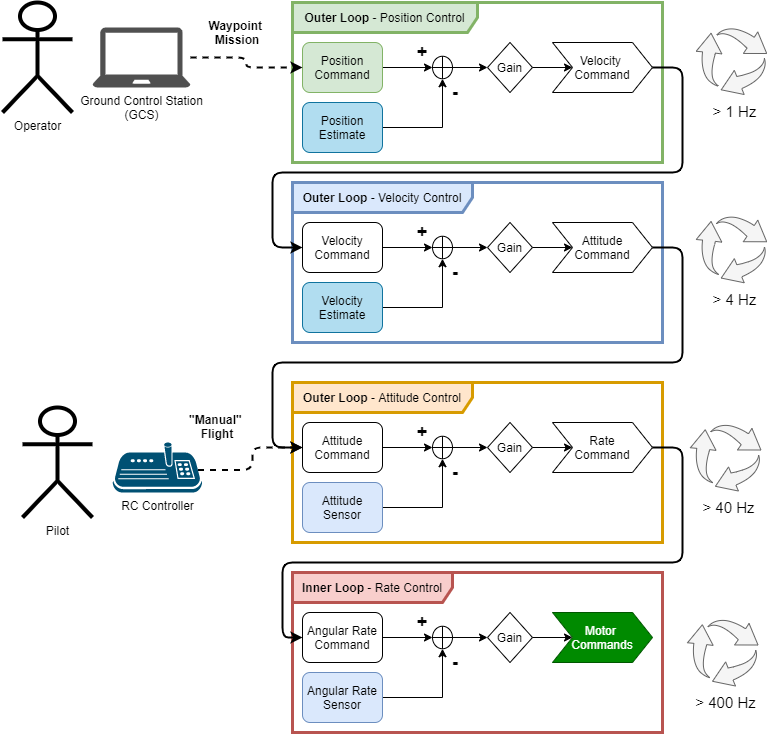 Waypoint
Mission
Operator
Ground Control Station
(GCS)
Outer Loop - Position Control
Position
Command
+
-
Gain
Velocity
Command
Position
Estimate
> 1 Hz
Outer Loop - Velocity Control
Velocity
Command
+
-
Gain
Attitude
Command
Velocity
Estimate
> 4 Hz
"Manual"
Flight
Pilot
RC Controller
Outer Loop - Attitude Control
Attitude
Command
+
-
Gain
Rate
Command
Attitude
Sensor
> 40 Hz
Inner Loop - Rate Control
Angular Rate
Command
+
-
Gain
Motor
Commands
Angular Rate
Sensor
> 400 Hz